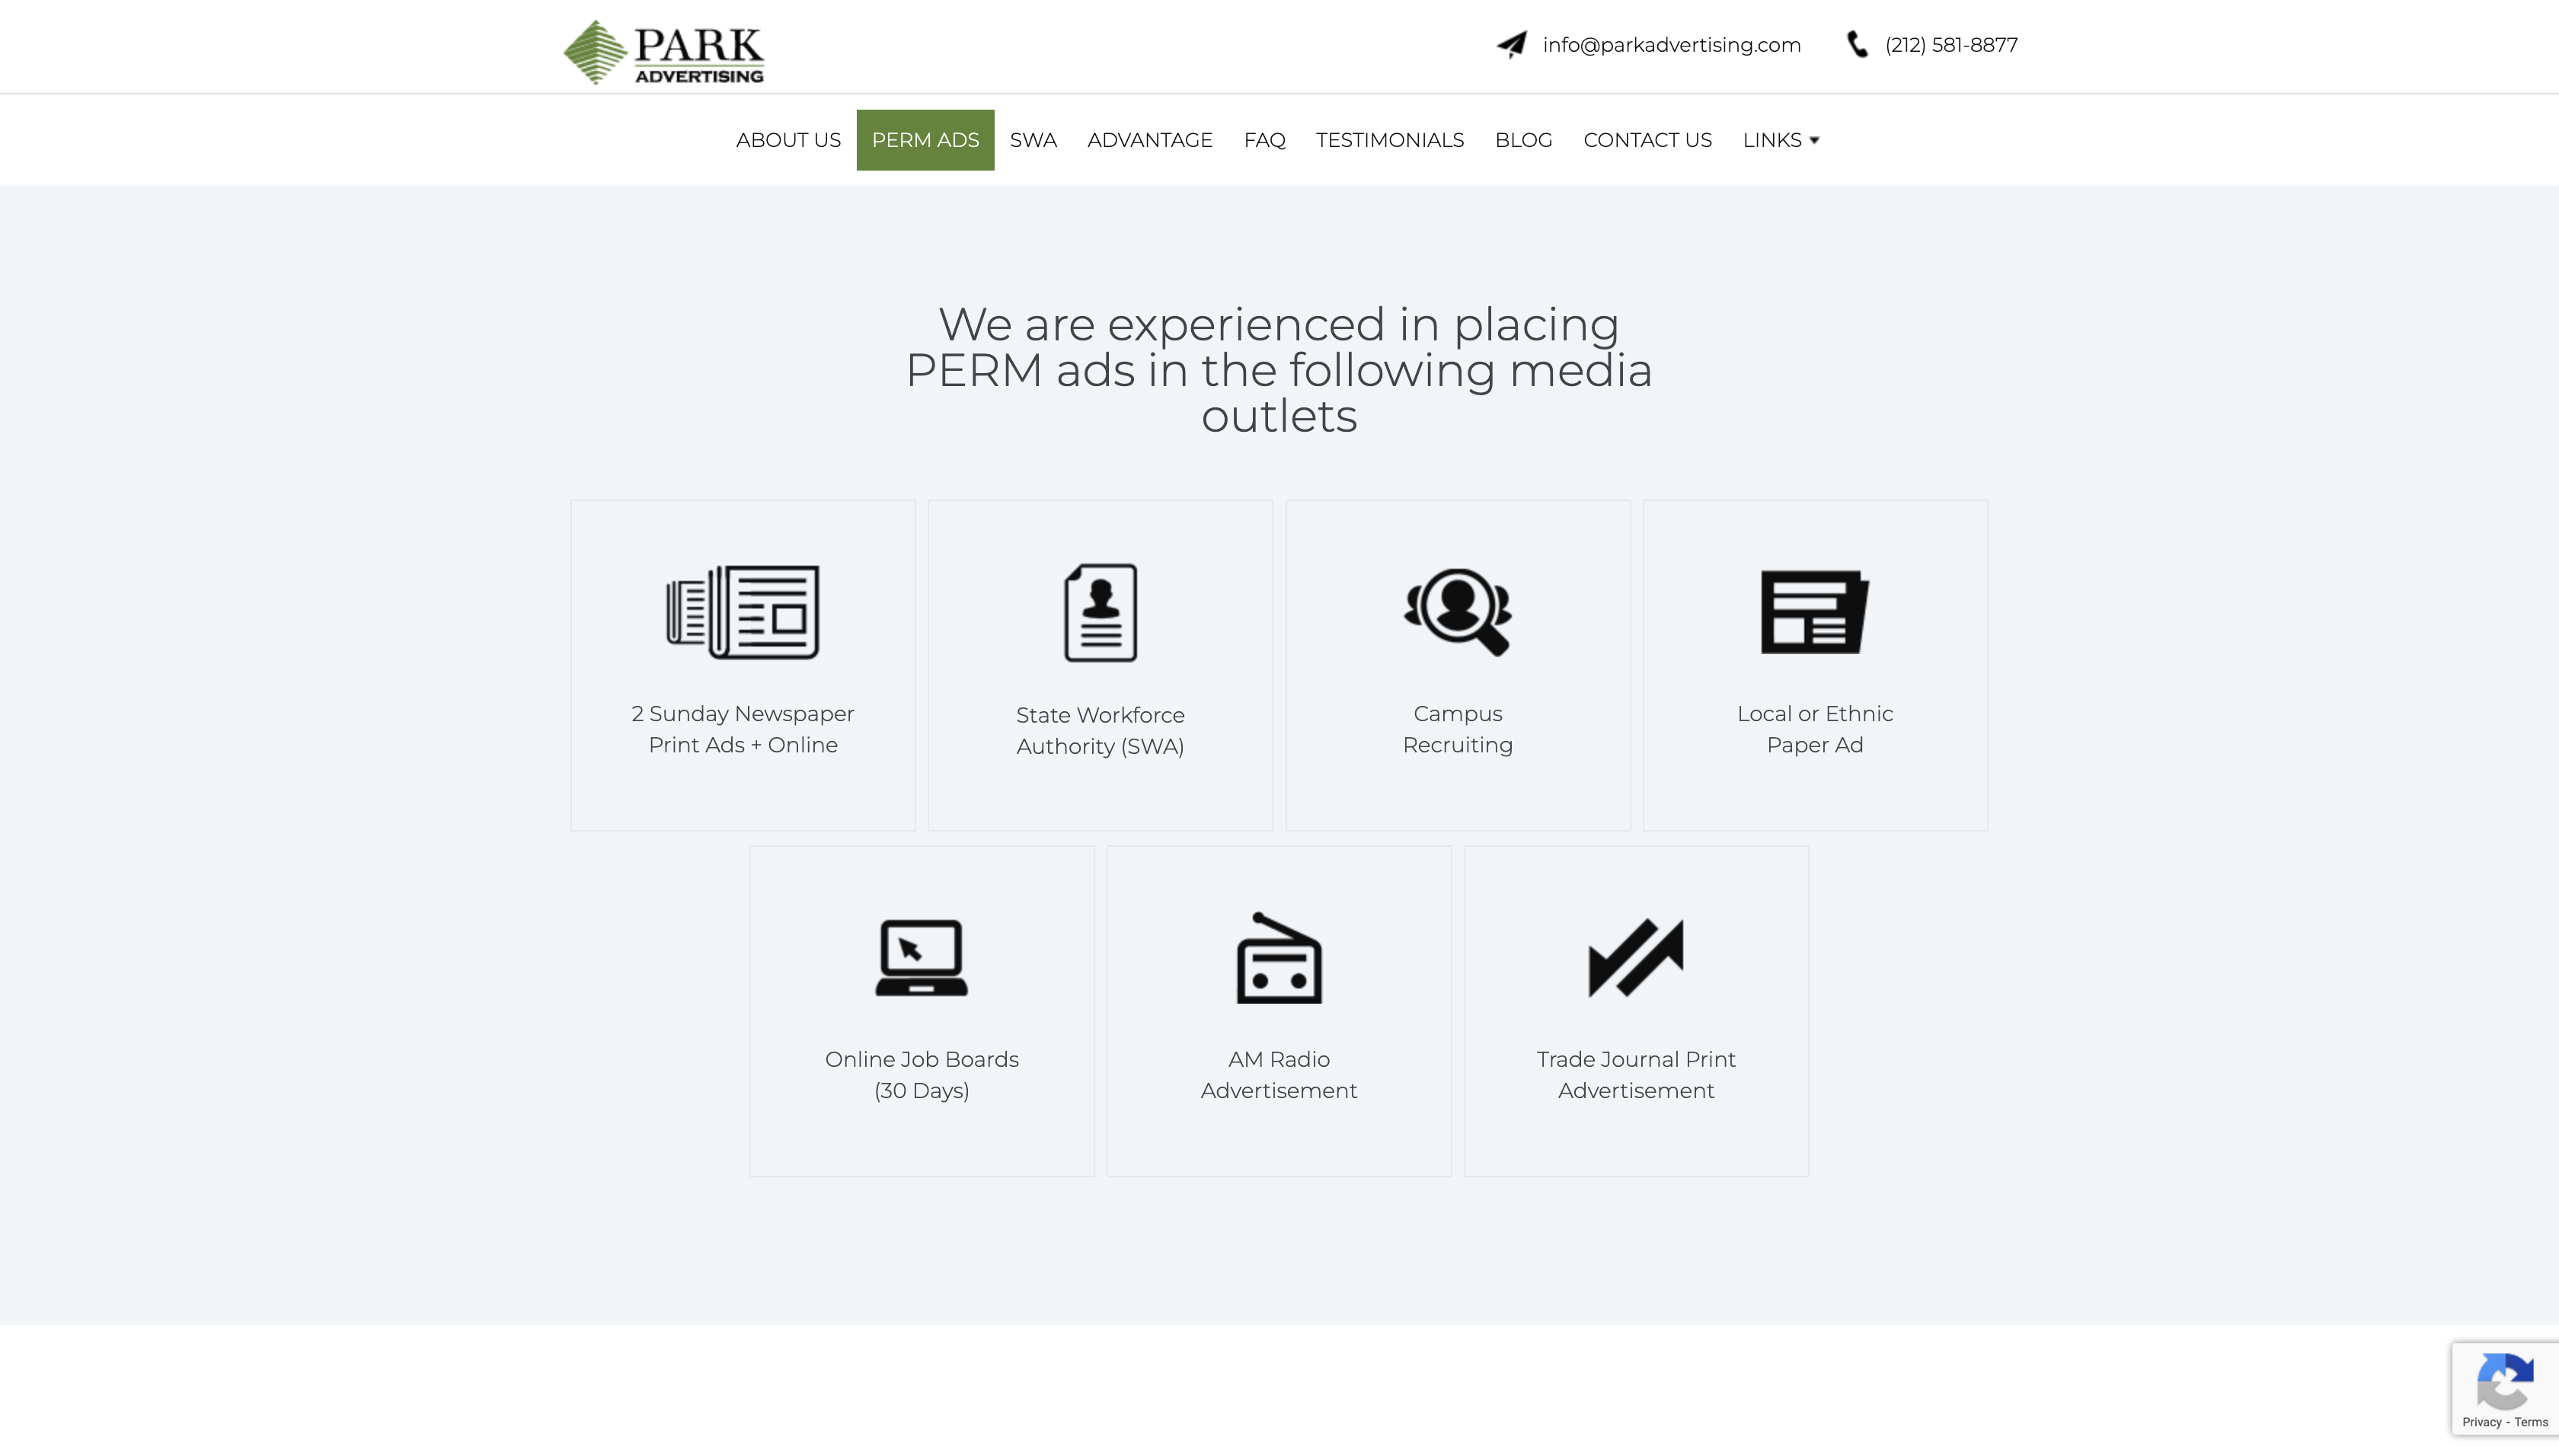 PARK
ADVERTISING
info@parkadvertising.com
(212) 581-8877
ABOUT US
PERM ADS
SWA
ADVANTAGE
FAQ
TESTIMONIALS
BLOG
CONTACT US
LINKS
We are experienced in placing
PERM ads in the following media
outlets
2 Sunday Newspaper
Print Ads + Online
State Workforce
Authority (SWA)
Campus
Recruiting
Local or Ethnic
Paper Ad
Online Job Boards
(30 Days)
AM Radio
Advertisement
Trade Journal Print
Advertisement
Privacy - Terms